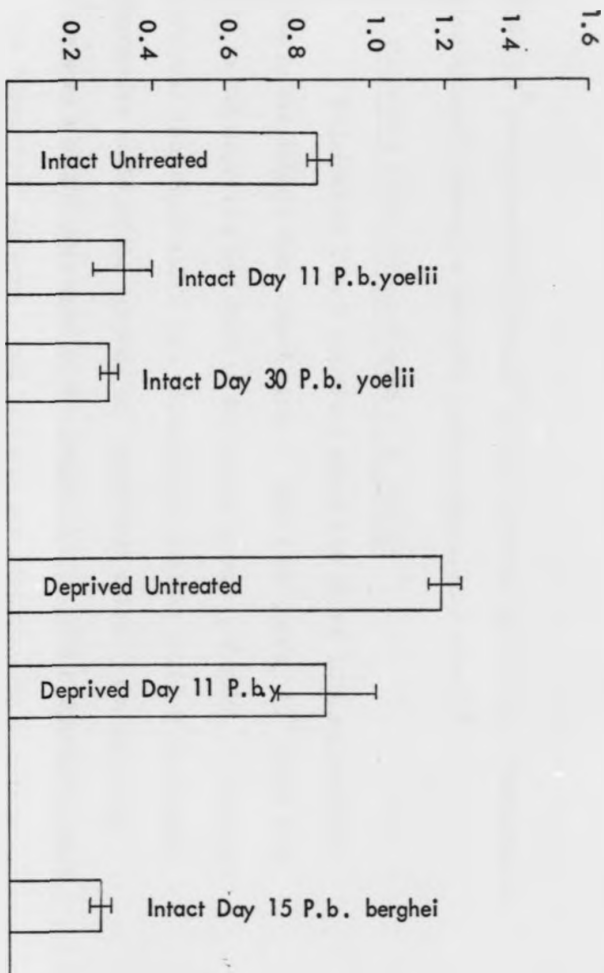 0.2 0.4 0.6 0.8 1.0 1.2 1.4 1.6
Intact Untreated
Intact Day 11 P.b.yoelii
Intact Day 30 P.b. yoelii
Deprived Untreated
Deprived Day 11 P.b.y
Intact Day 15 P.b. berghei